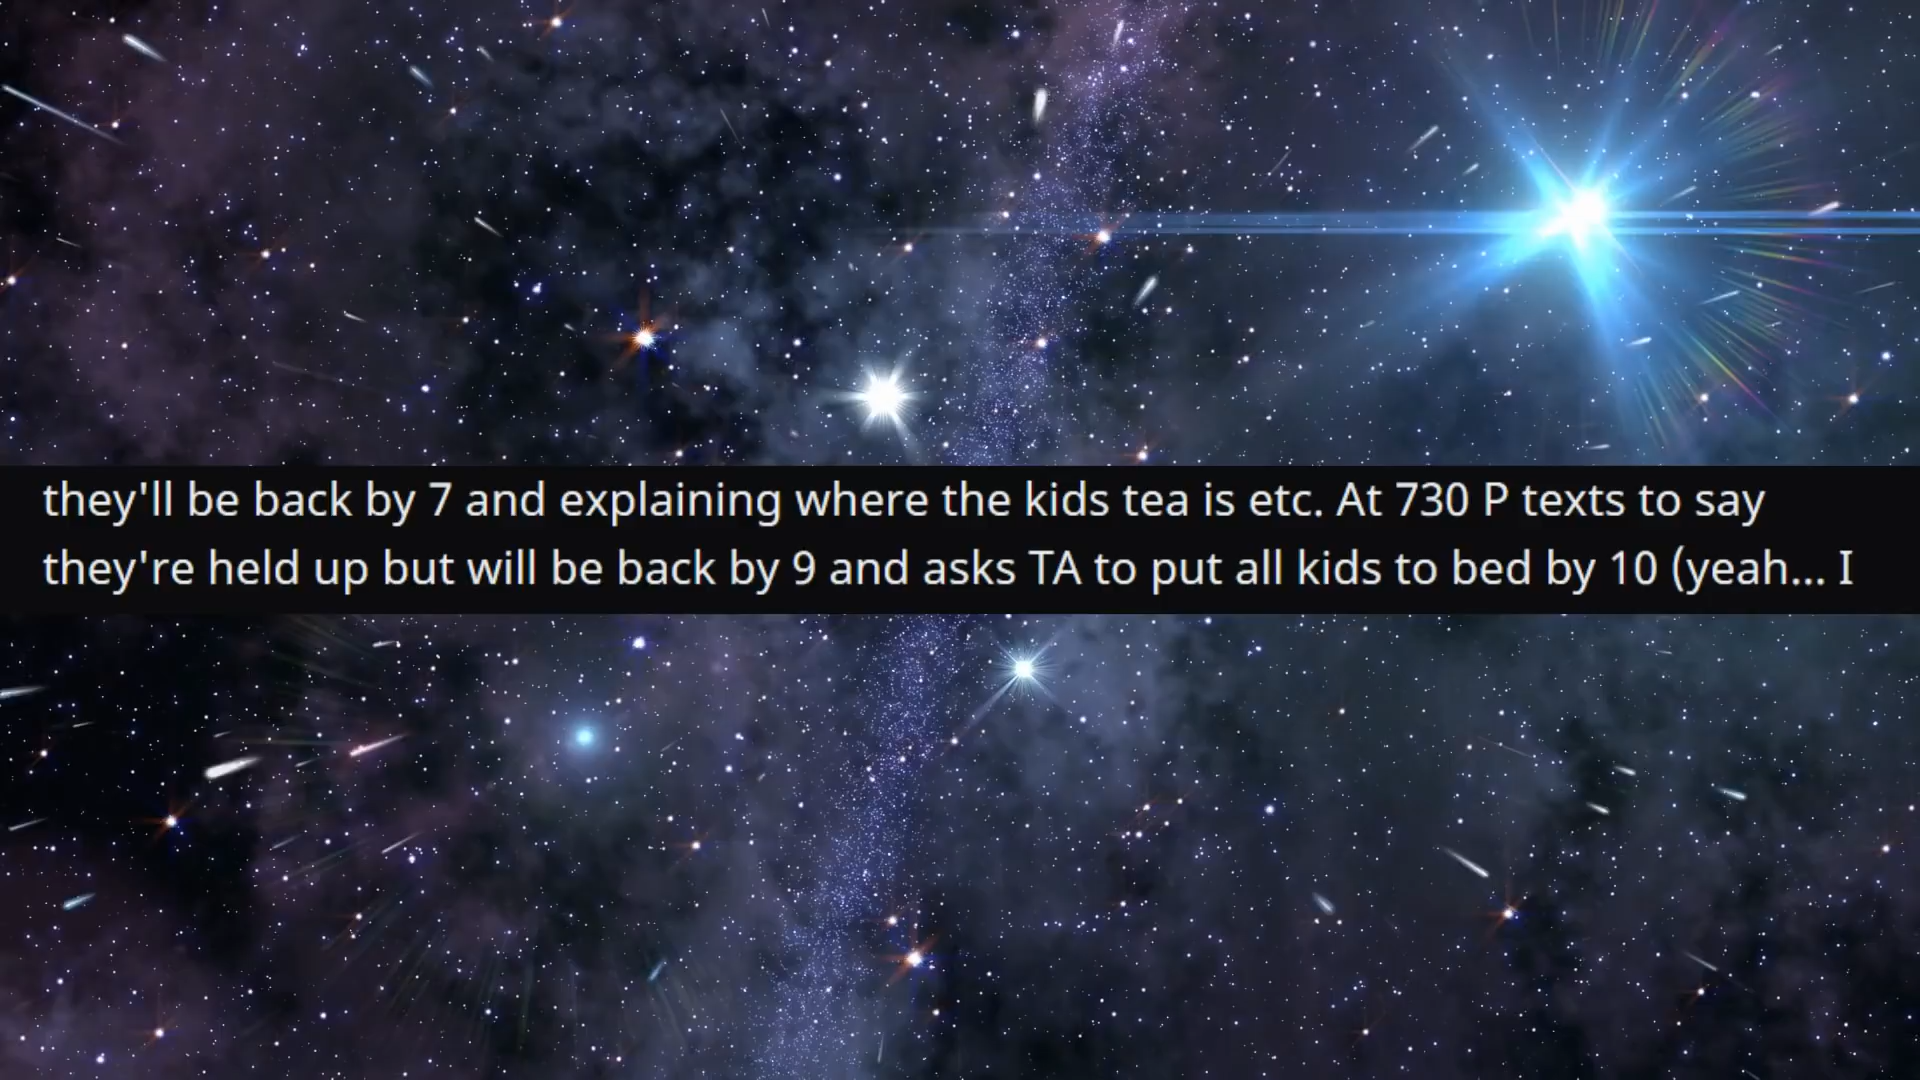 they'll be back by 7 and explaining where the kids tea is etc. At 730 P texts to say
they're held up but will be back by 9 and asks TA to put all kids to bed by 10 (yeah... I